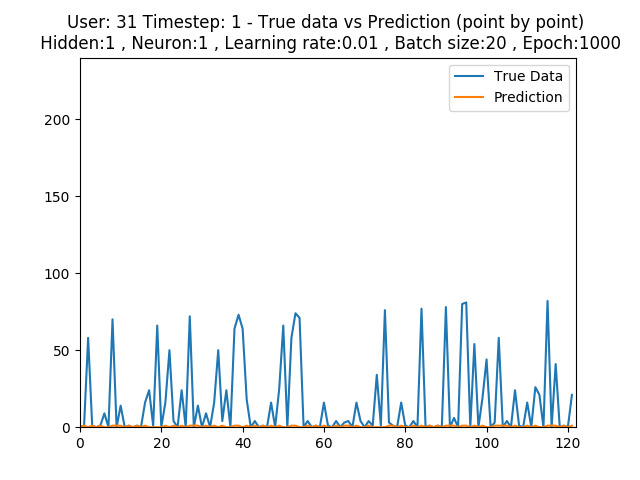 User: 31 Timestep: 1 - True data vs Prediction (point by point)
Hidden:1 , Neuron:1 , Learning rate:0.01 , Batch size:20 , Epoch:1000
True Data
Prediction
200
150
100
50
0
0 20 40 60 80 100 120